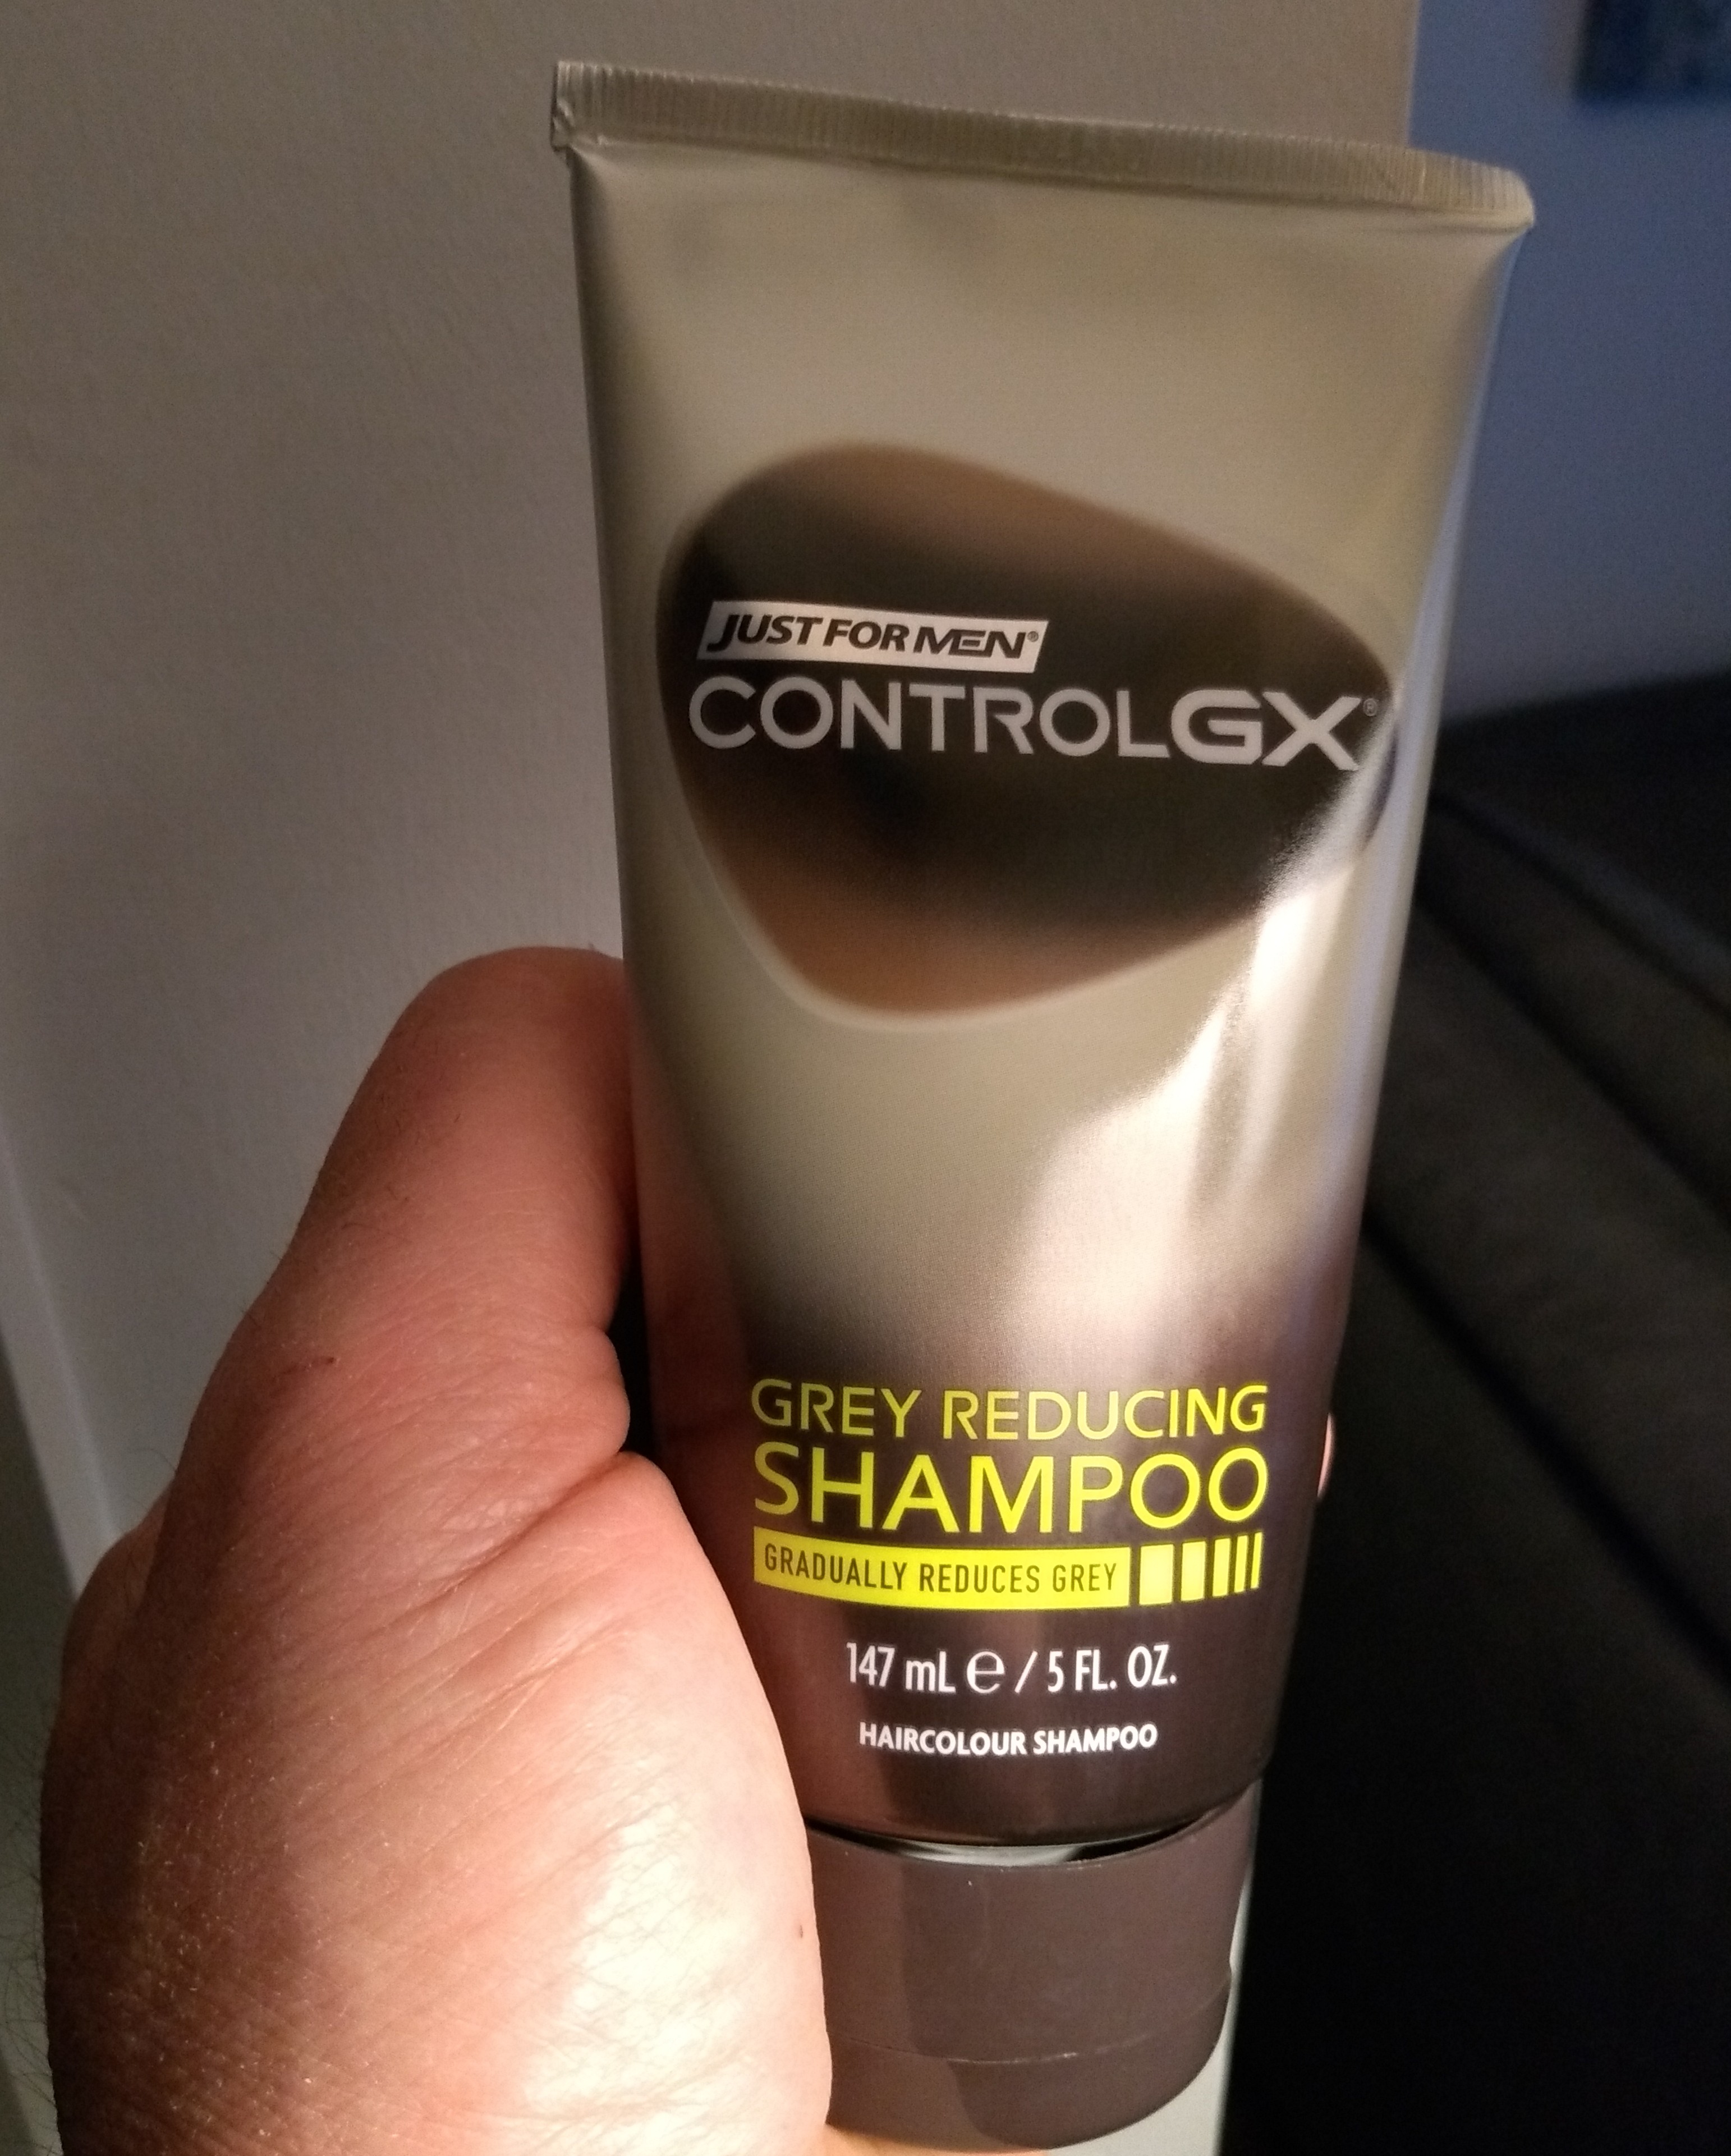 JUST FOR MEN®
CONTROLGX®
GREY REDUCING
SHAMPOO
GRADUALLY REDUCES GREY
147 mL ℮ / 5 FL. OZ.
HAIRCOLOUR SHAMPOO